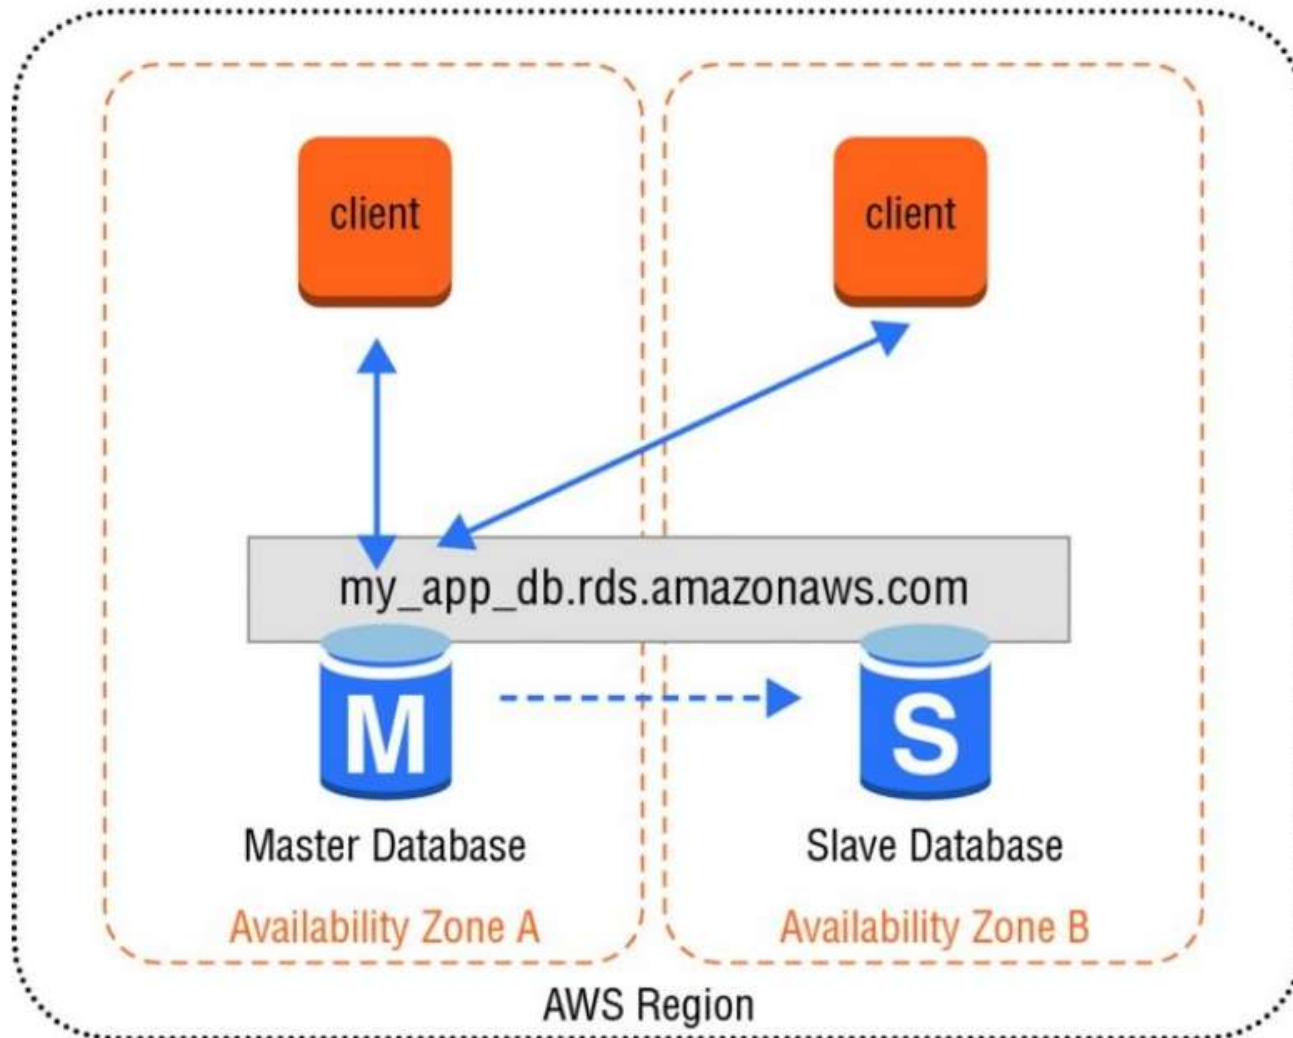 client
client
my_app_db.rds.amazonaws.com
M
S
Master Database
Slave Database
Availability Zone A
Availability Zone B
AWS Region